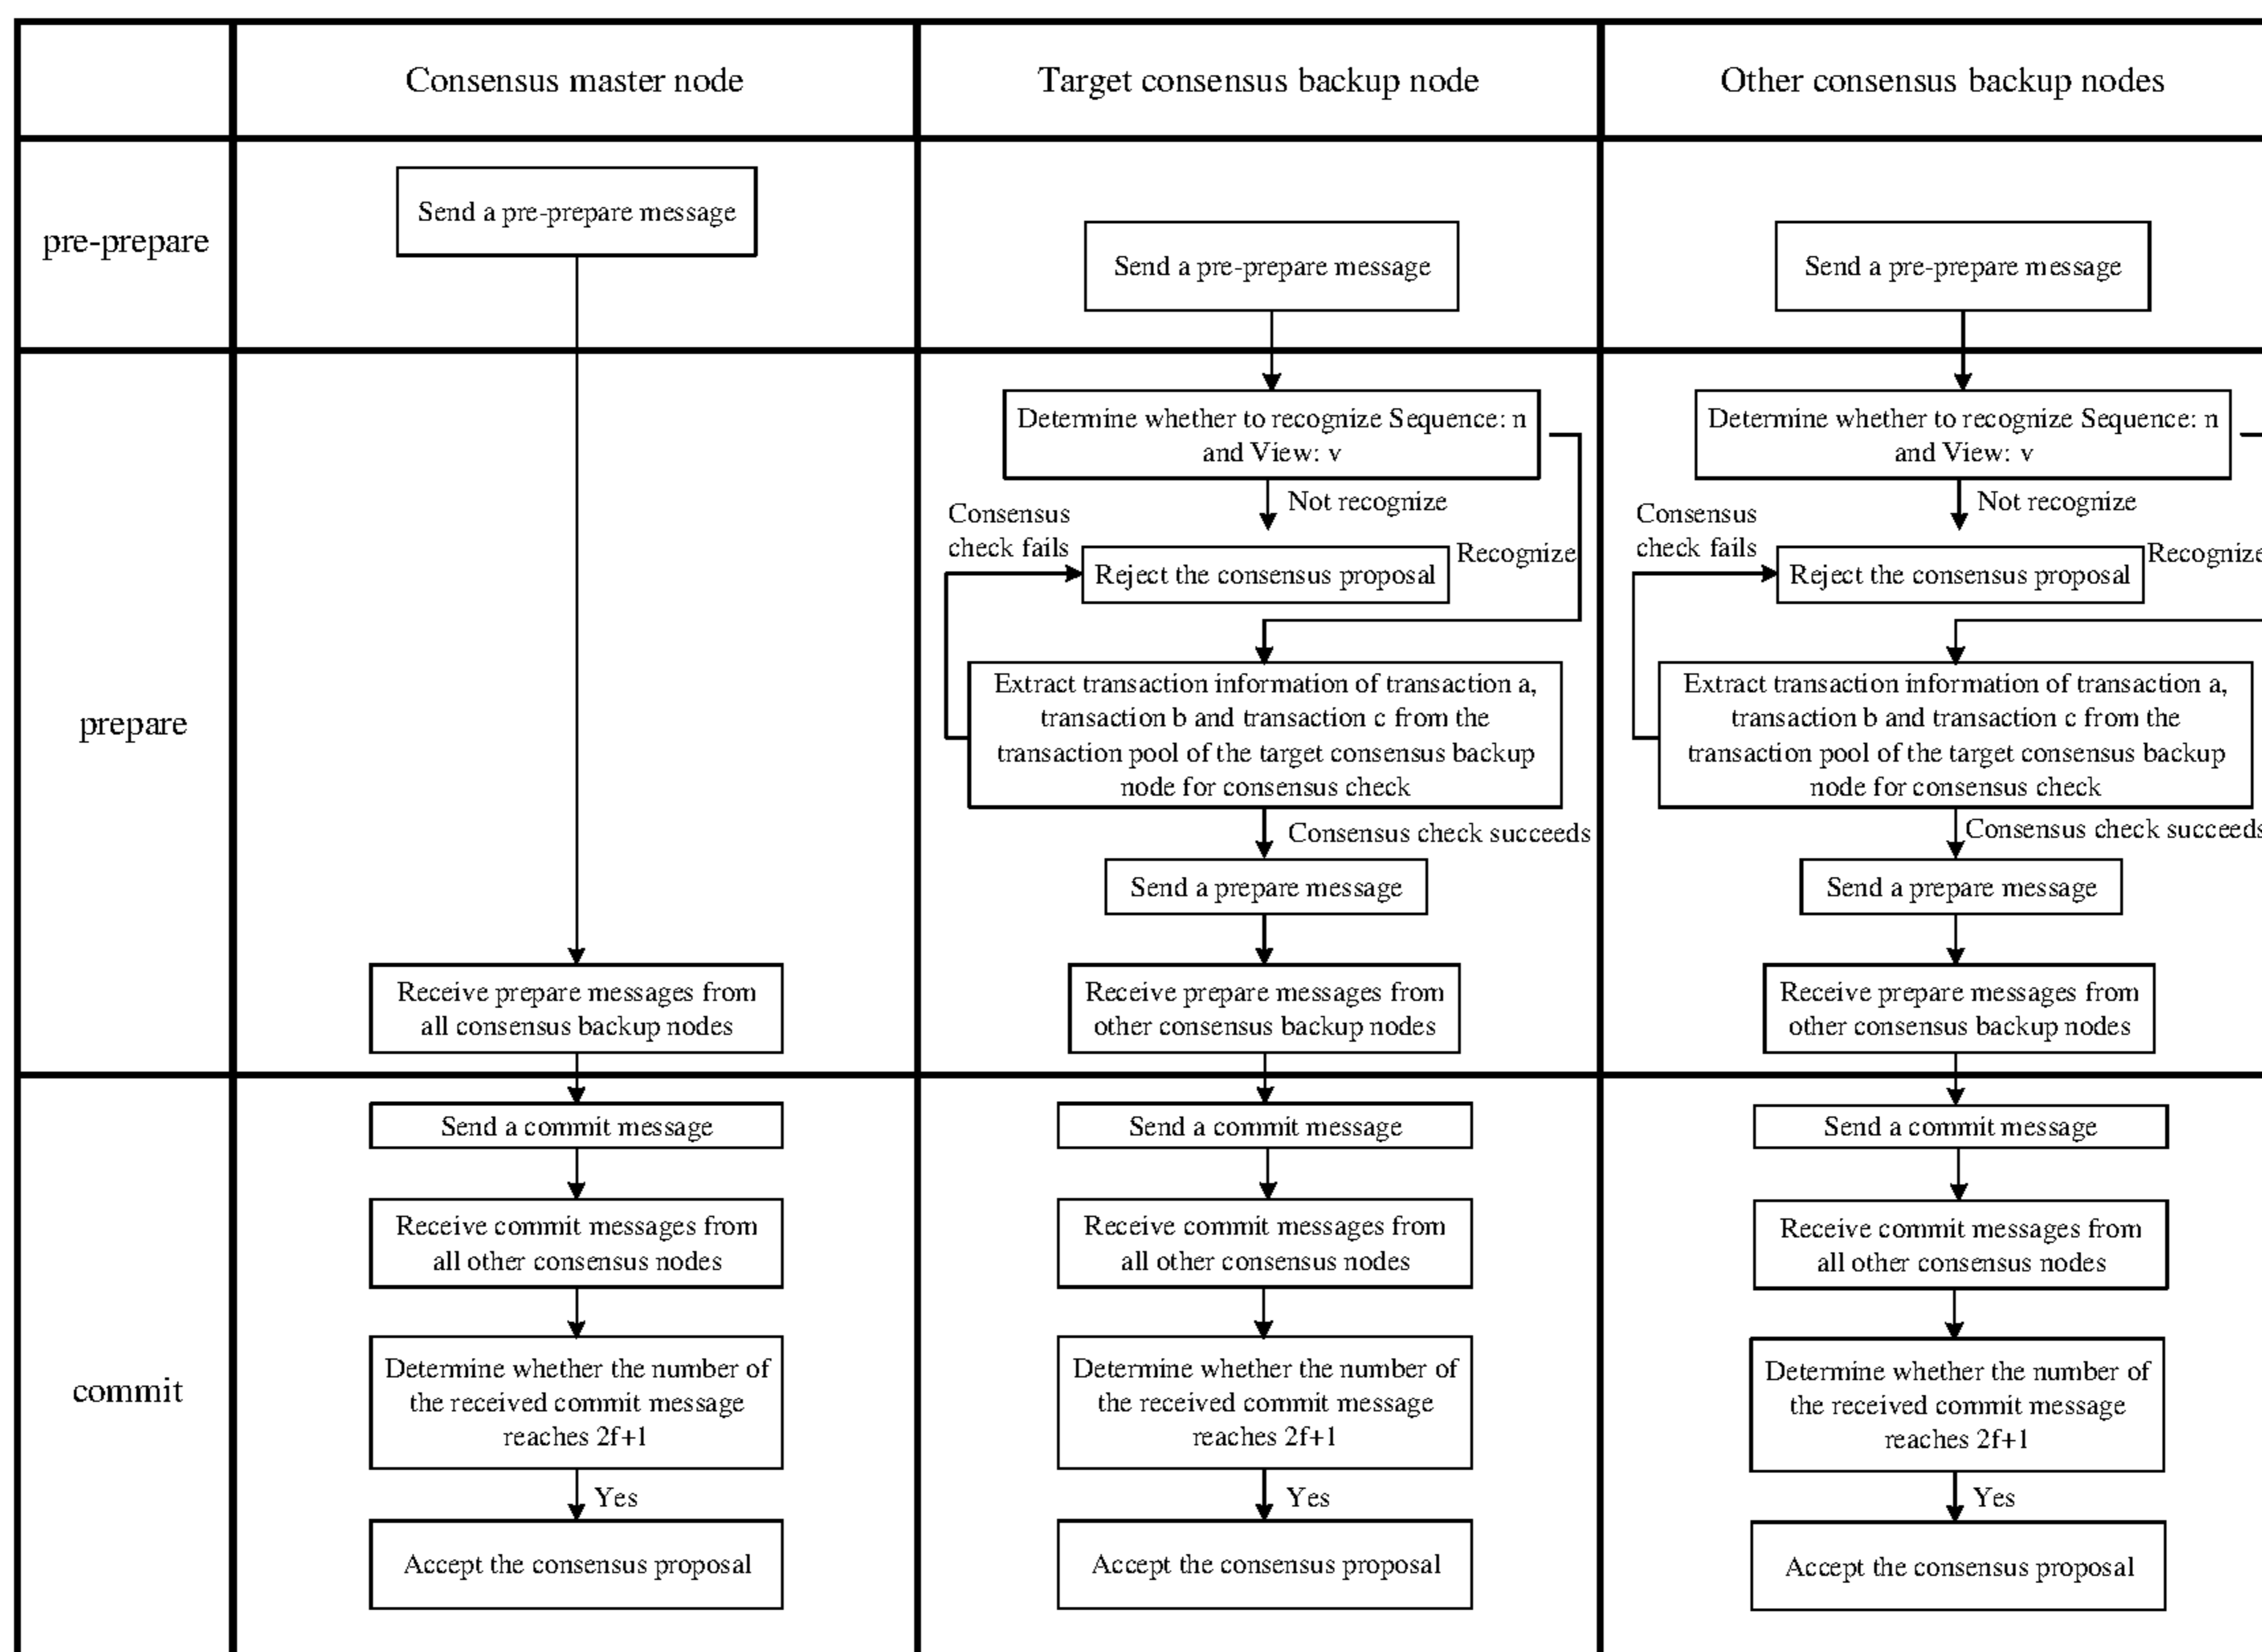 Consensus master node
Target consensus backup node
Other consensus backup nodes
pre-prepare
Send a pre-prepare message
Send a pre-prepare message
Send a pre-prepare message
prepare
Receive prepare messages from
all consensus backup nodes
Determine whether to recognize Sequence: n
and View: v
Not recognize
Consensus
check fails
Recognize
Reject the consensus proposal
Extract transaction information of transaction a,
transaction b and transaction c from the
transaction pool of the target consensus backup
node for consensus check
Consensus check succeeds
Send a prepare message
Receive prepare messages from
other consensus backup nodes
Determine whether to recognize Sequence: n
and View: v
Not recognize
Consensus
check fails
Recognize
Reject the consensus proposal
Extract transaction information of transaction a,
transaction b and transaction c from the
transaction pool of the target consensus backup
node for consensus check
Consensus check succeeds
Send a prepare message
Receive prepare messages from
other consensus backup nodes
commit
Send a commit message
Receive commit messages from
all other consensus nodes
Determine whether the number of
the received commit message
reaches 2f+1
Yes
Accept the consensus proposal
Send a commit message
Receive commit messages from
all other consensus nodes
Determine whether the number of
the received commit message
reaches 2f+1
Yes
Accept the consensus proposal
Send a commit message
Receive commit messages from
all other consensus nodes
Determine whether the number of
the received commit message
reaches 2f+1
Yes
Accept the consensus proposal